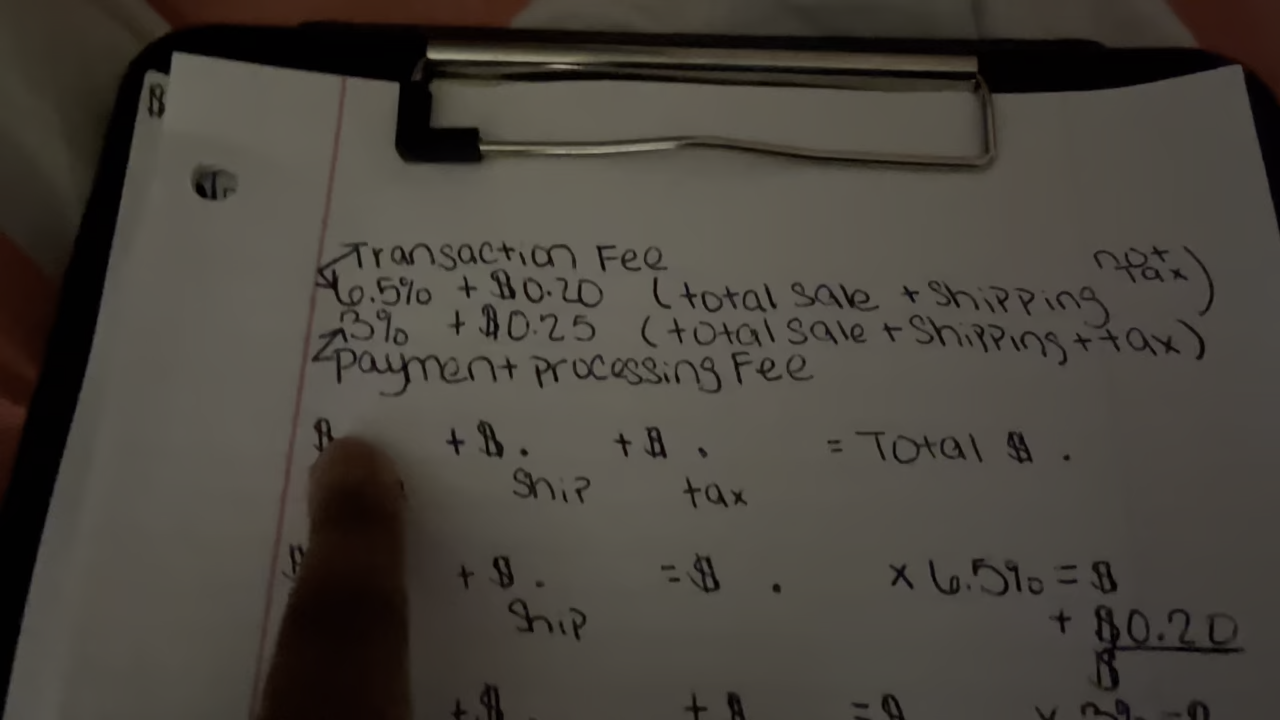 $
Transaction Fee
6.5% + $0.20 (total sale + shipping not tax)
3% + $0.25 (total sale + shipping + tax)
payment processing Fee
$ + $ . + $ . = Total $ .
ship tax
$ + $ . = $ . x 6.5% = $
ship + $0.20
$
+ $ + $ = $ x 3% = $